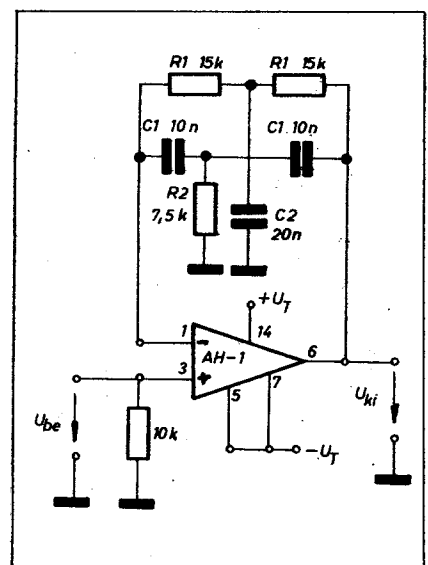 R1 15k R1 15k
C1 10n C1 10n
R2
7,5k
C2
20n
+U_T
1 - 14
AH-1 6
3 +
5 7
U_be 10k U_ki
-U_T